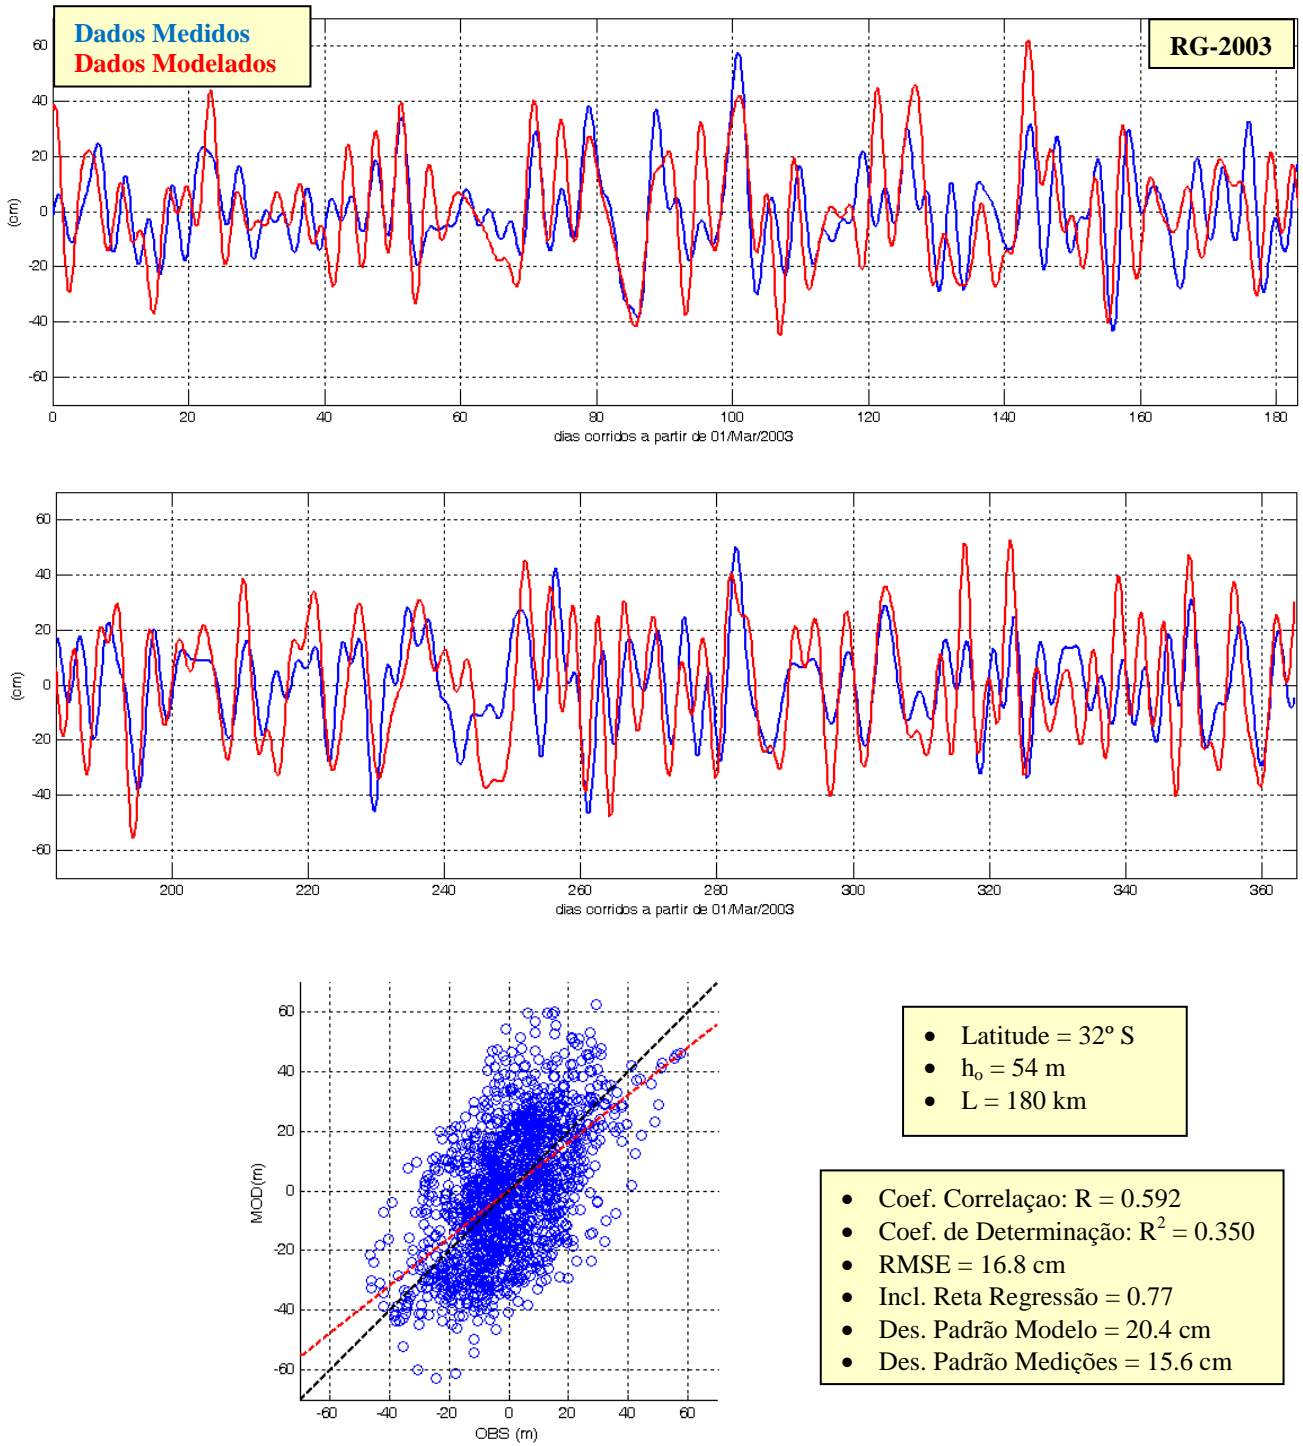 Dados Medidos
Dados Modelados
RG-2003
60
40
20
0
-20
-40
-60
(cm)
0 20 40 60 80 100 120 140 160 180
dias corridos a partir de 01/Mar/2003
60
40
20
0
-20
-40
-60
(cm)
200 220 240 260 280 300 320 340 360
dias corridos a partir de 01/Mar/2003
60
40
20
0
-20
-40
-60
MOD(m)
-60 -40 -20 0 20 40 60
OBS (m)
• Latitude = 32º S
• hₒ = 54 m
• L = 180 km
• Coef. Correlaçao: R = 0.592
• Coef. de Determinação: R² = 0.350
• RMSE = 16.8 cm
• Incl. Reta Regressão = 0.77
• Des. Padrão Modelo = 20.4 cm
• Des. Padrão Medições = 15.6 cm